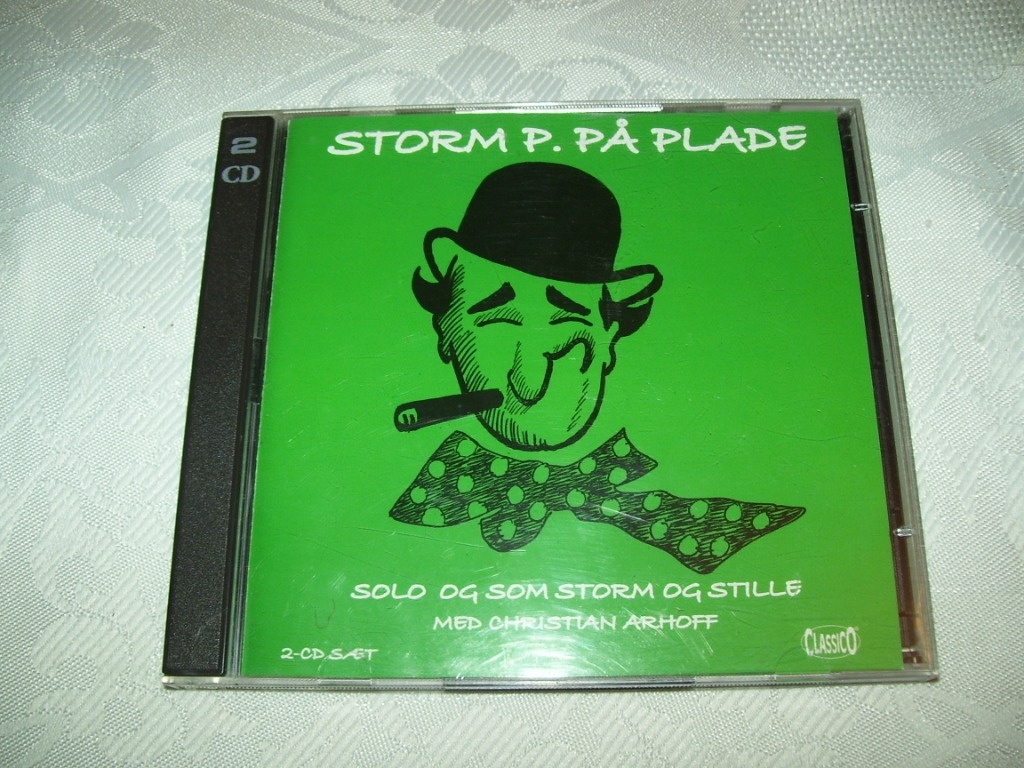 2
CD
STORM P. PÅ PLADE
SOLO OG SOM STORM OG STILLE
MED CHRISTIAN ARHOFF
2-CD SÆT
CLASSICO